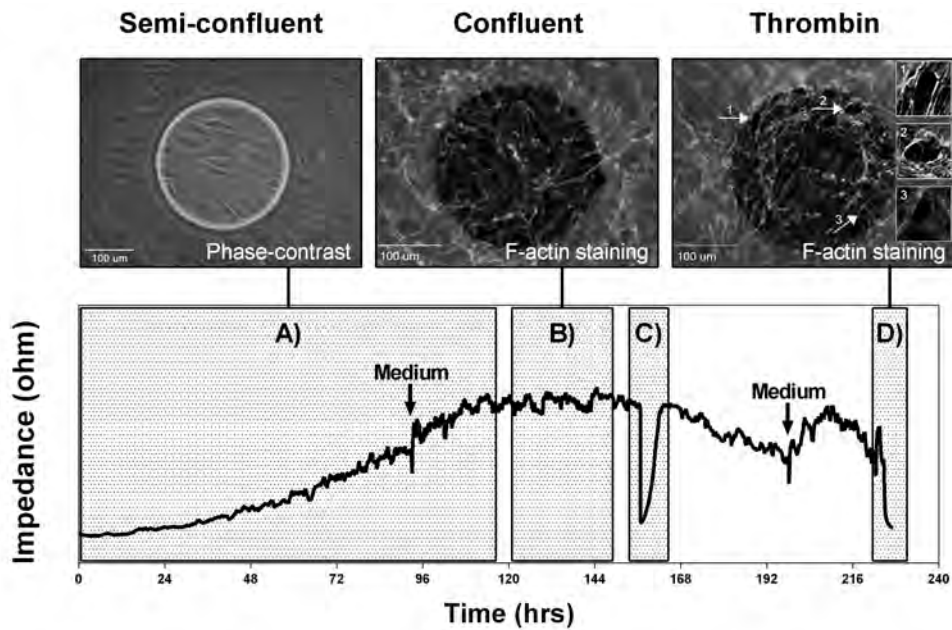 Semi-confluent Confluent Thrombin
1
2
3
1
2
3
100 um
Phase-contrast
100 um
F-actin staining
100 um
F-actin staining
Impedance (ohm)
A) B) C) D)
Medium
Medium
0 24 48 72 96 120 144 168 192 216 240
Time (hrs)